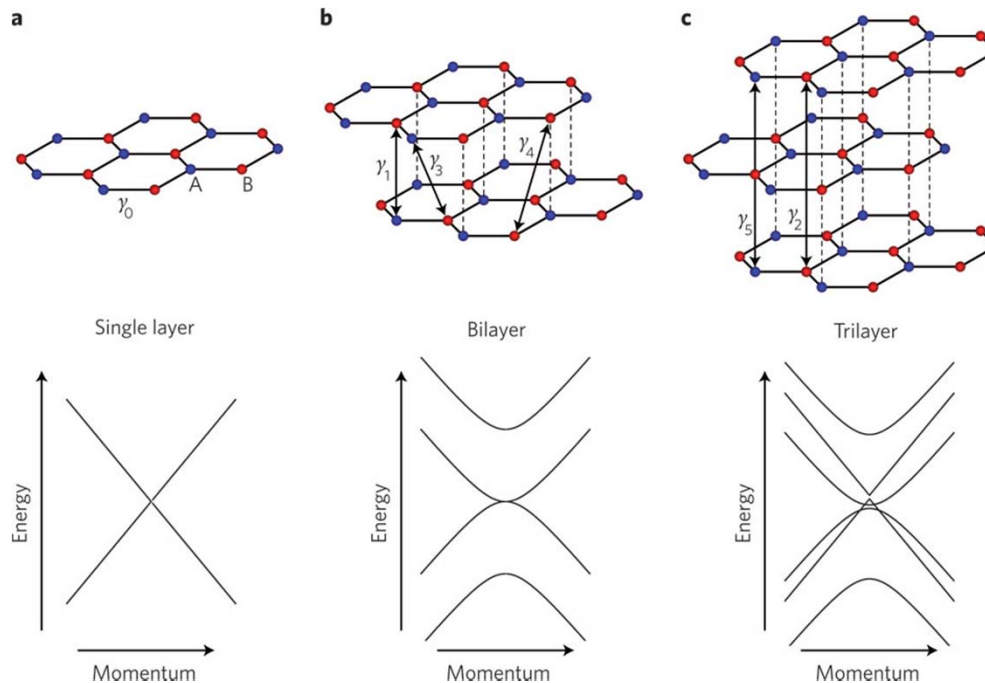 a
b
c
γ0
A
B
γ1
γ3
γ4
γ5
γ2
Single layer
Bilayer
Trilayer
Energy
Energy
Energy
Momentum
Momentum
Momentum